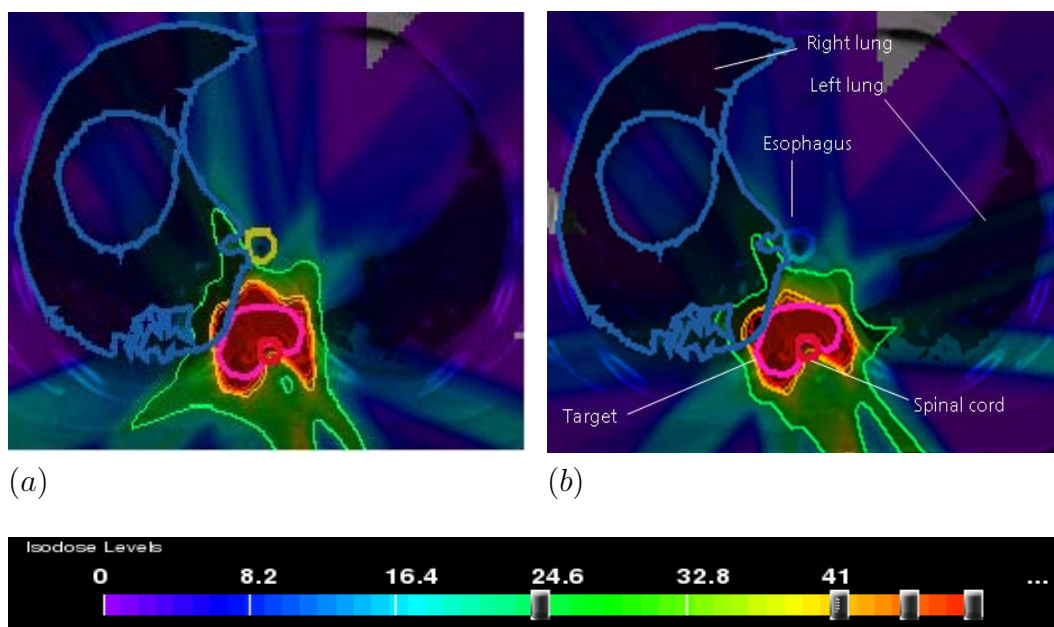 Right lung
Left lung
Esophagus
Target
Spinal cord
(a)
(b)
Isodose Levels
0 8.2 16.4 24.6 32.8 41 ...